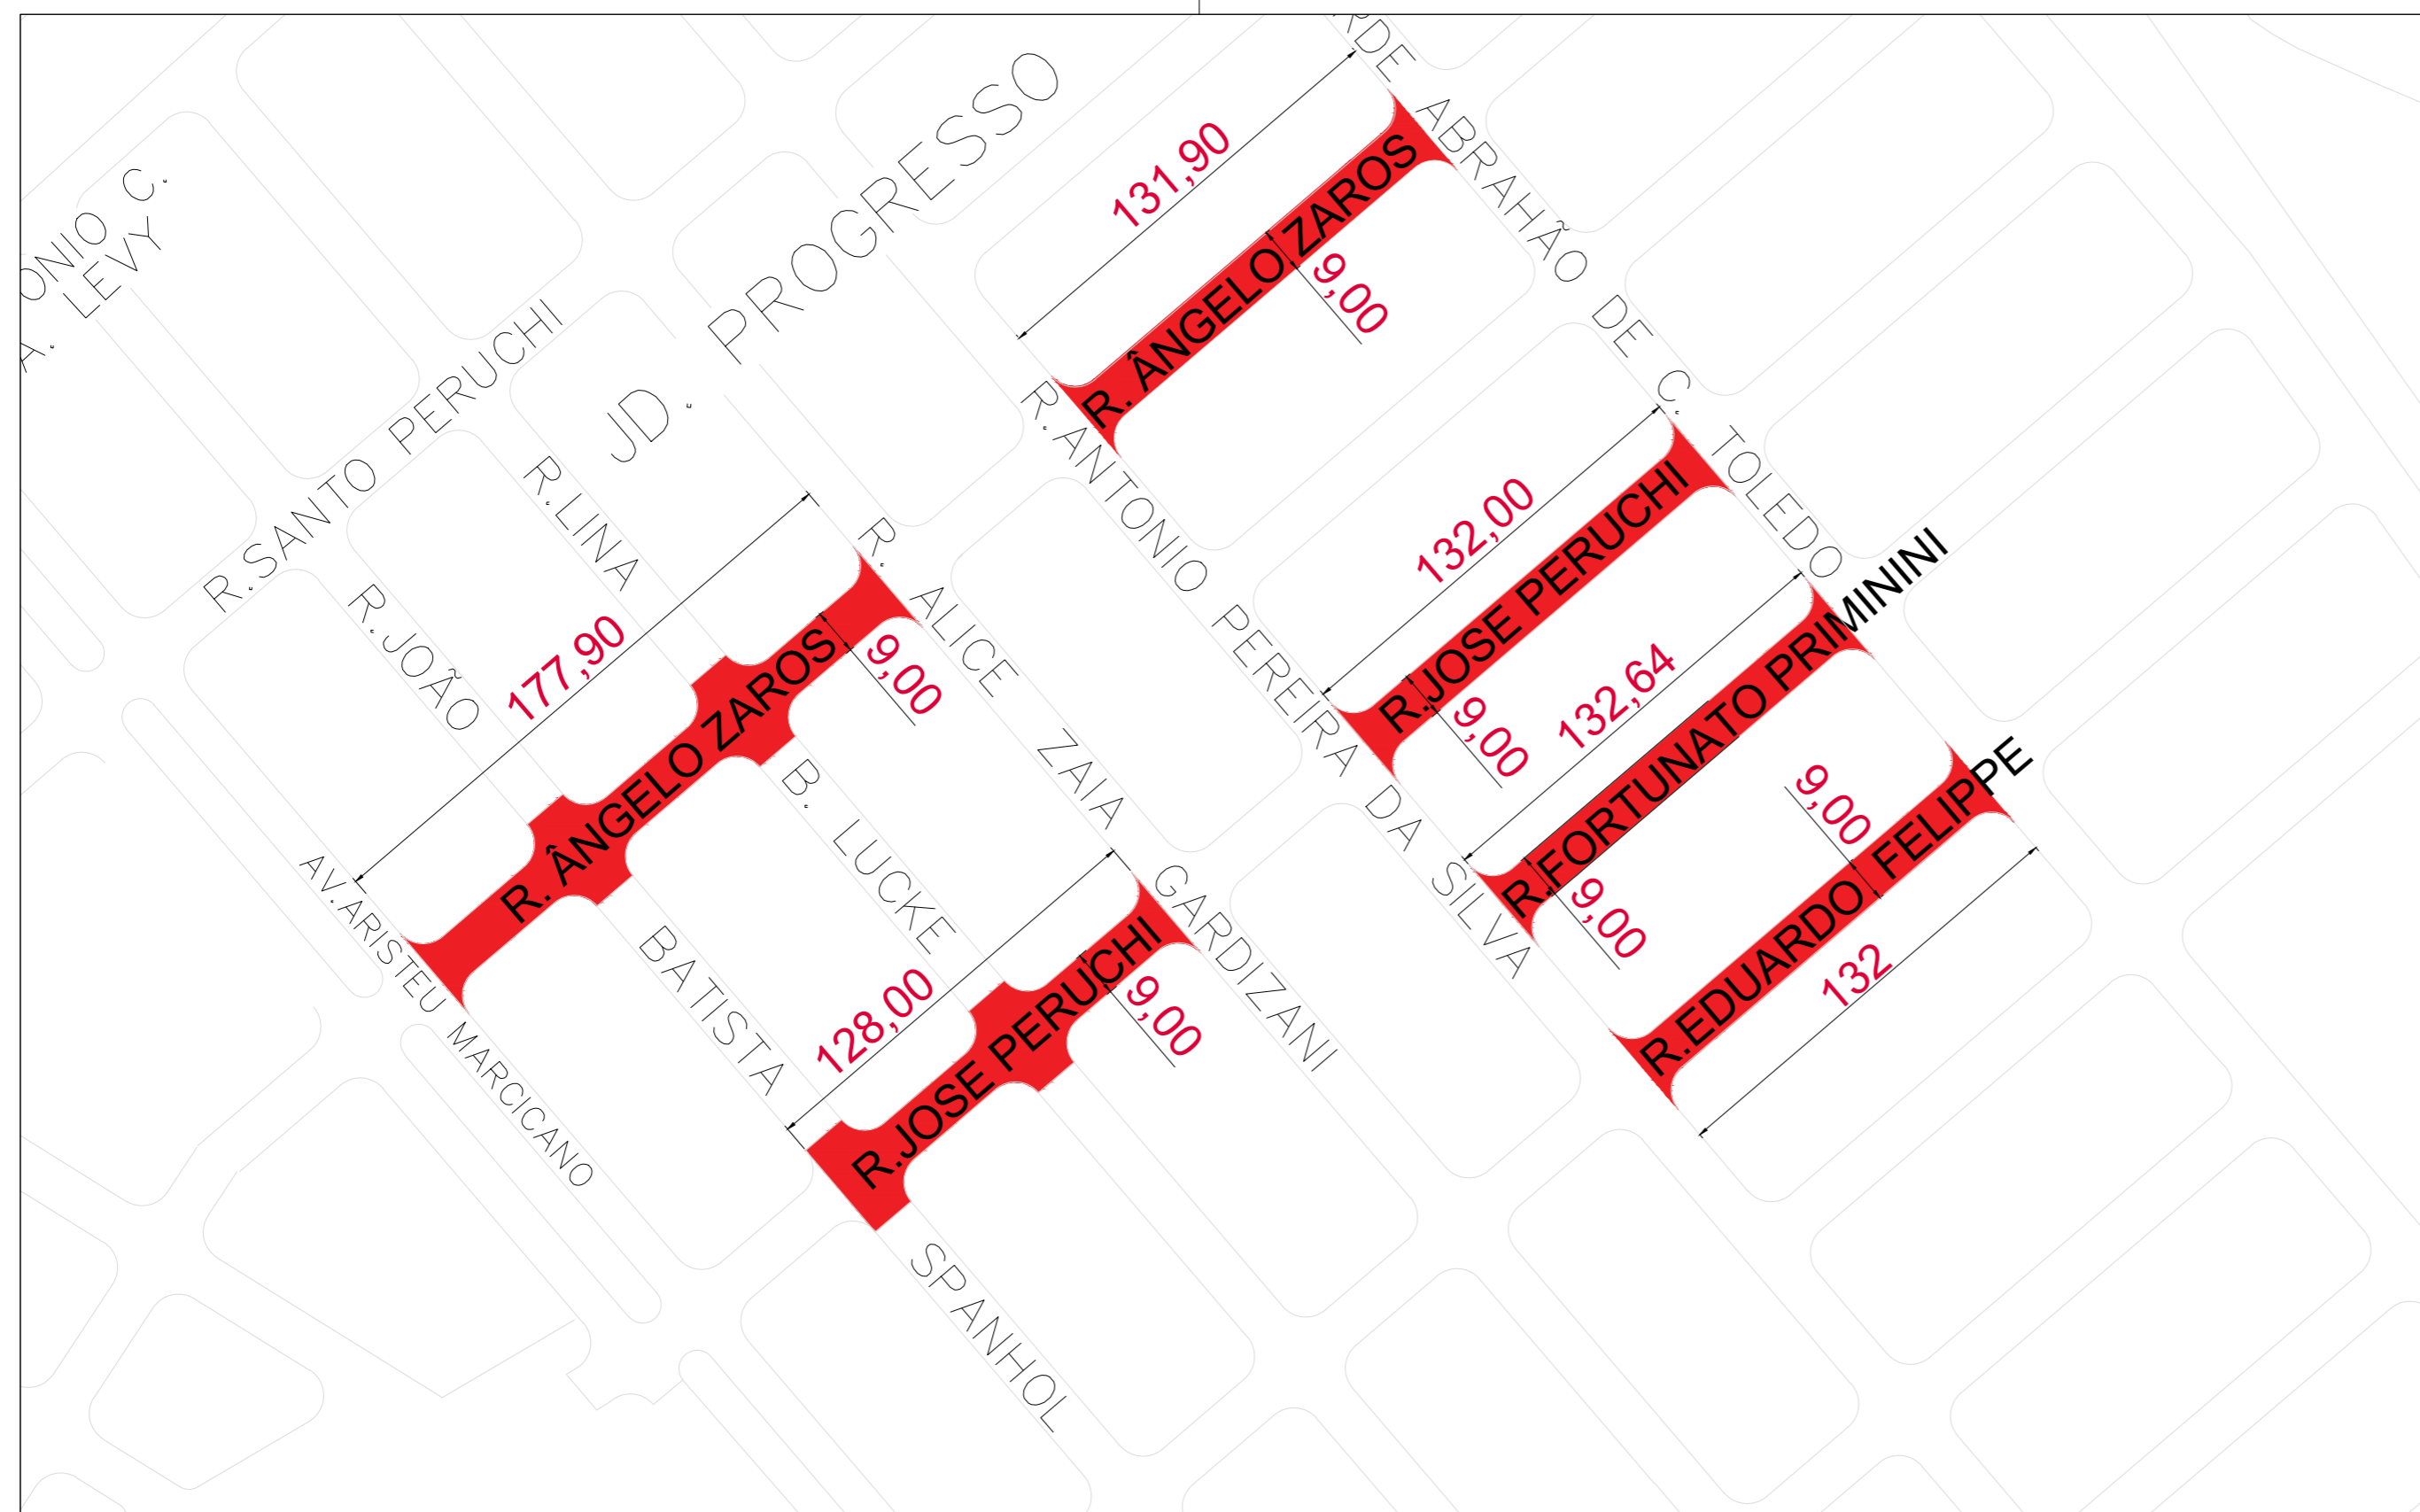 DE ABRAHÃO DE C. TOLEDO
ONIO C.
LEVY
A.
JD. PROGRESSO
131,90
R. ÂNGELO ZAROS
9,00
R. SANTO PERUCHI
R. LINA
B. LUCKE
R. JOÃO
BATISTA
SPANHOL
R. ANTONIO PEREIRA DA SILVA
132,00
R.JOSE PERUCHI
9,00
R. ALICE ZAIA GARDIZANI
177,90
R. ÂNGELO ZAROS
9,00
132,64
R.FORTUNATO PRIMININI
9,00
9,00
R.EDUARDO FELIPPE
132
AV. ARISTEU MARCICANO
128,00
R.JOSE PERUCHI
9,00